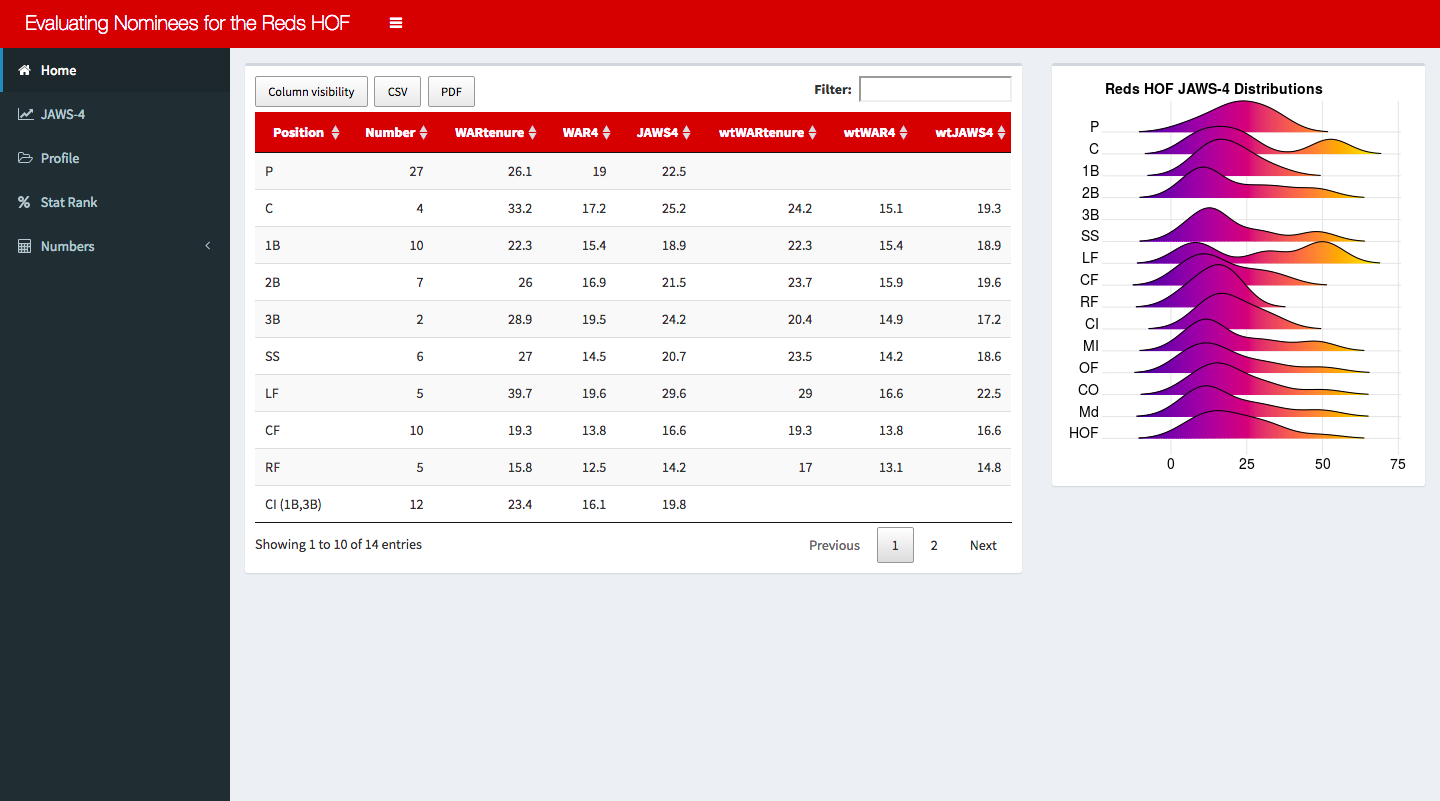 Evaluating Nominees for the Reds HOF
Home
JAWS-4
Profile
Stat Rank
Numbers
Column visibility CSV PDF Filter:
Position Number WARtenure WAR4 JAWS4 wtWARtenure wtWAR4 wtJAWS4
P 27 26.1 19 22.5
C 4 33.2 17.2 25.2 24.2 15.1 19.3
1B 10 22.3 15.4 18.9 22.3 15.4 18.9
2B 7 26 16.9 21.5 23.7 15.9 19.6
3B 2 28.9 19.5 24.2 20.4 14.9 17.2
SS 6 27 14.5 20.7 23.5 14.2 18.6
LF 5 39.7 19.6 29.6 29 16.6 22.5
CF 10 19.3 13.8 16.6 19.3 13.8 16.6
RF 5 15.8 12.5 14.2 17 13.1 14.8
CI (1B,3B) 12 23.4 16.1 19.8
Showing 1 to 10 of 14 entries
Previous 1 2 Next
Reds HOF JAWS-4 Distributions
P
C
1B
2B
3B
SS
LF
CF
RF
CI
MI
OF
CO
Md
HOF
0 25 50 75